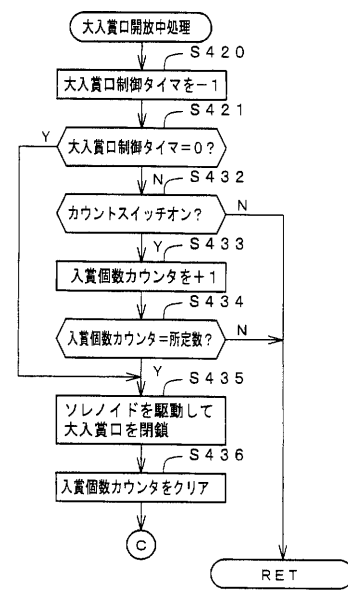 大入賞口開放中処理
S420
大入賞口制御タイマを−1
S421
Y
大入賞口制御タイマ=0?
N
S432
カウントスイッチオン?
N
Y
S433
入賞個数カウンタを+1
S434
入賞個数カウンタ=所定数?
N
Y
S435
ソレノイドを駆動して
大入賞口を閉鎖
S436
入賞個数カウンタをクリア
C
RET